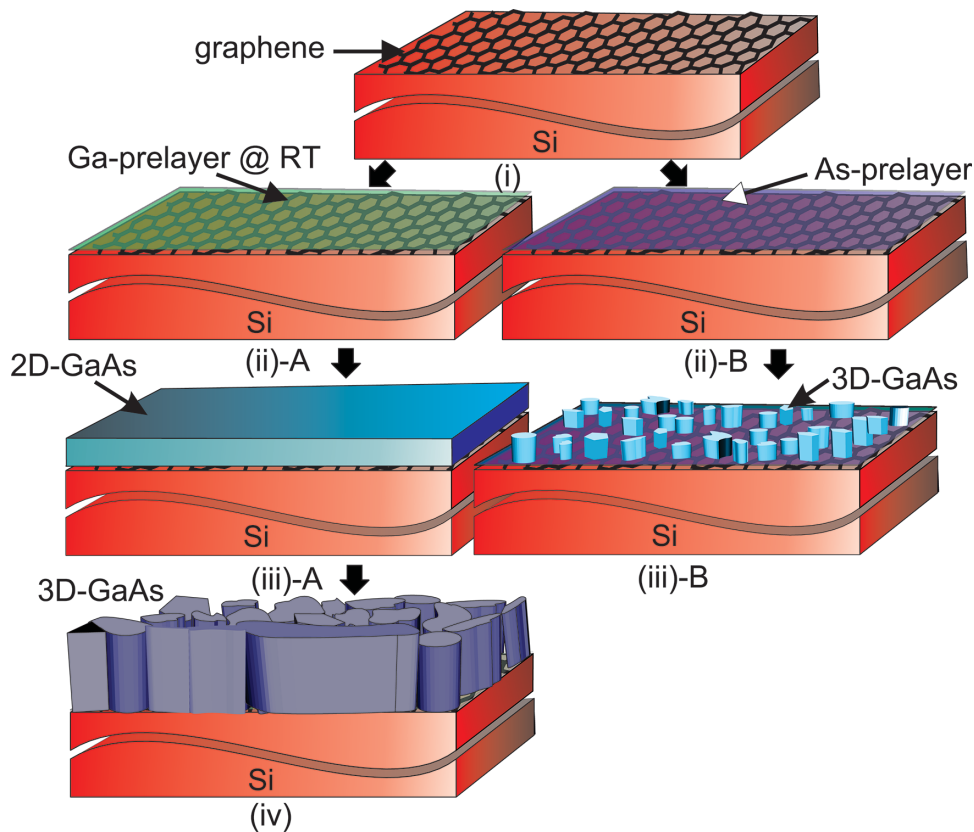 graphene
Si
(i)
Ga-prelayer @ RT
As-prelayer
Si
Si
(ii)-A
(ii)-B
2D-GaAs
3D-GaAs
Si
Si
(iii)-A
(iii)-B
3D-GaAs
Si
(iv)